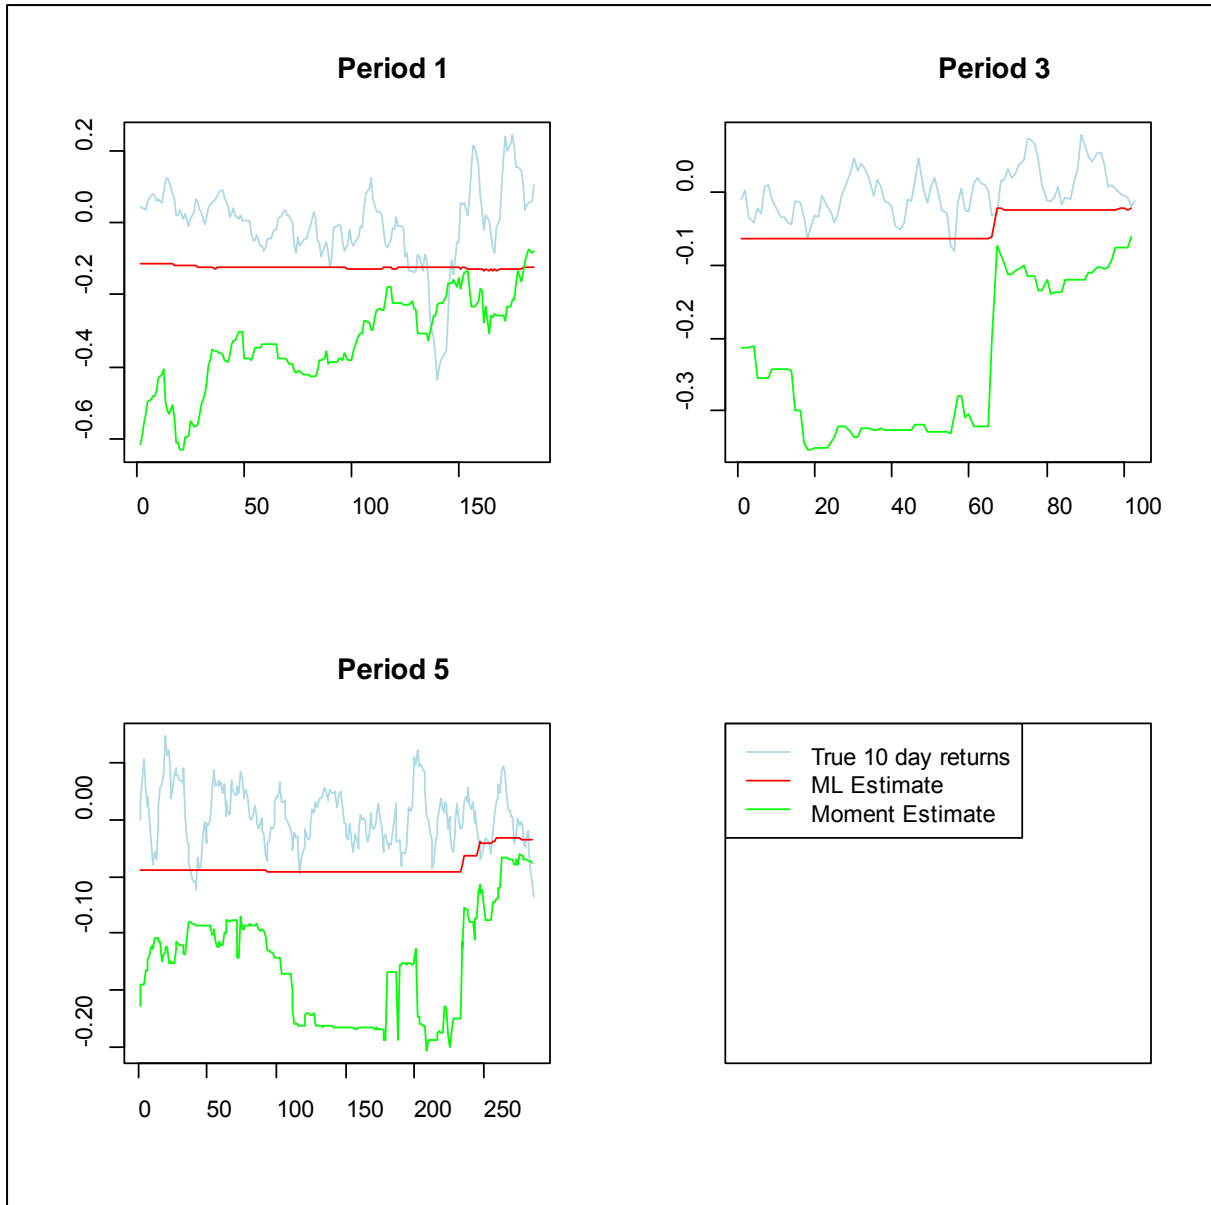 Period 1
0.2
0.0
-0.2
-0.4
-0.6
0 50 100 150
Period 3
0.0
-0.1
-0.2
-0.3
0 20 40 60 80 100
Period 5
0.00
-0.10
-0.20
0 50 100 150 200 250
True 10 day returns
ML Estimate
Moment Estimate